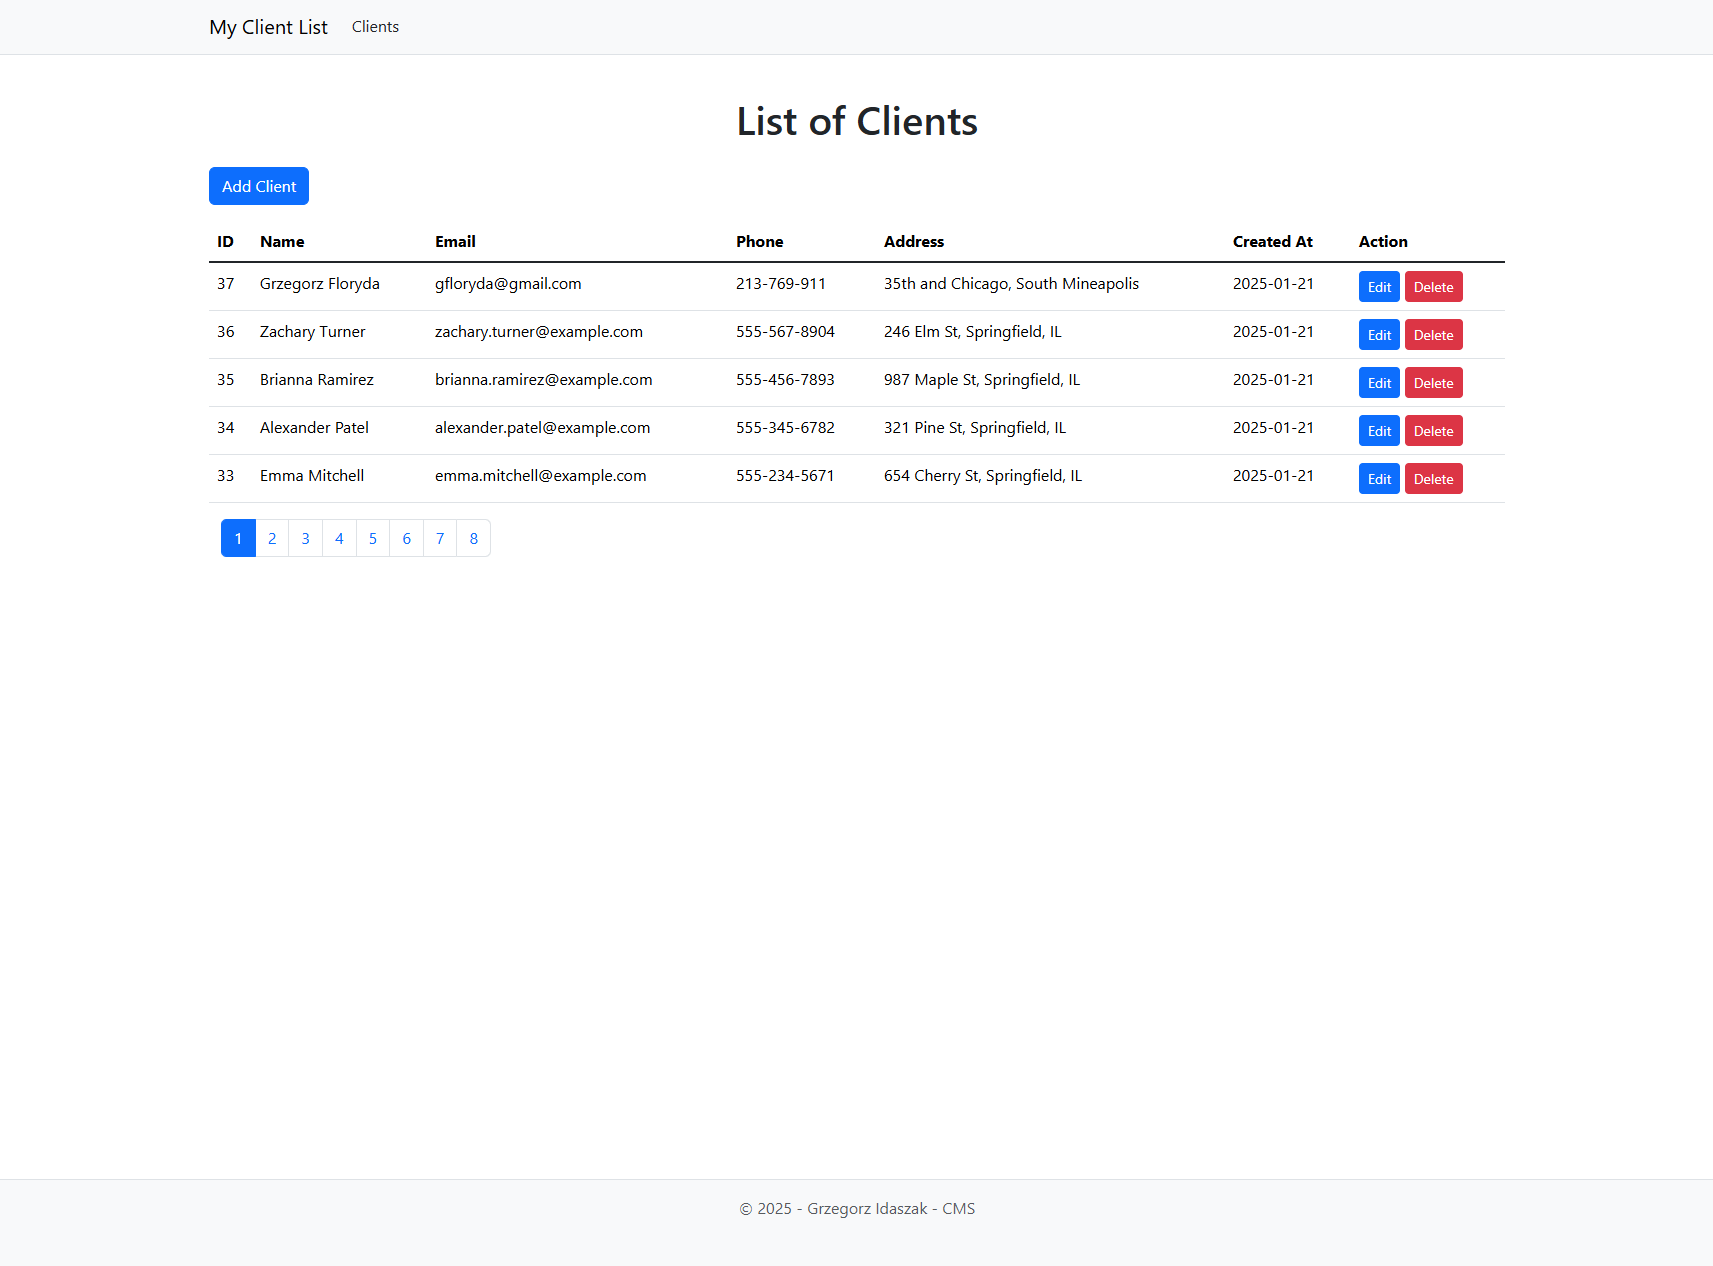 My Client List Clients
List of Clients
Add Client
ID Name Email Phone Address Created At Action
37 Grzegorz Floryda gfloryda@gmail.com 213-769-911 35th and Chicago, South Mineapolis 2025-01-21 Edit Delete
36 Zachary Turner zachary.turner@example.com 555-567-8904 246 Elm St, Springfield, IL 2025-01-21 Edit Delete
35 Brianna Ramirez brianna.ramirez@example.com 555-456-7893 987 Maple St, Springfield, IL 2025-01-21 Edit Delete
34 Alexander Patel alexander.patel@example.com 555-345-6782 321 Pine St, Springfield, IL 2025-01-21 Edit Delete
33 Emma Mitchell emma.mitchell@example.com 555-234-5671 654 Cherry St, Springfield, IL 2025-01-21 Edit Delete
1 2 3 4 5 6 7 8
© 2025 - Grzegorz Idaszak - CMS